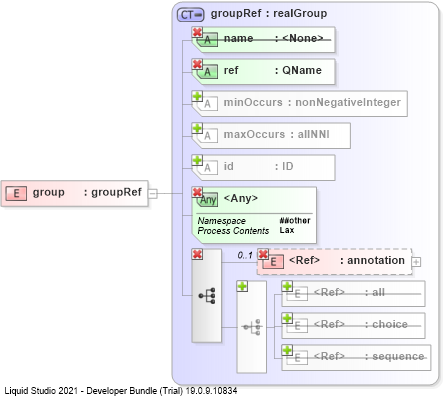 CT groupRef : realGroup
A name : <None>
A ref : QName
A minOccurs : nonNegativeInteger
A maxOccurs : allNNI
A id : ID
E group : groupRef
Any <Any>
Namespace ##other
Process Contents Lax
0..1 E <Ref> : annotation
E <Ref> : all
E <Ref> : choice
E <Ref> : sequence
Liquid Studio 2021 - Developer Bundle (Trial) 19.0.9.10834